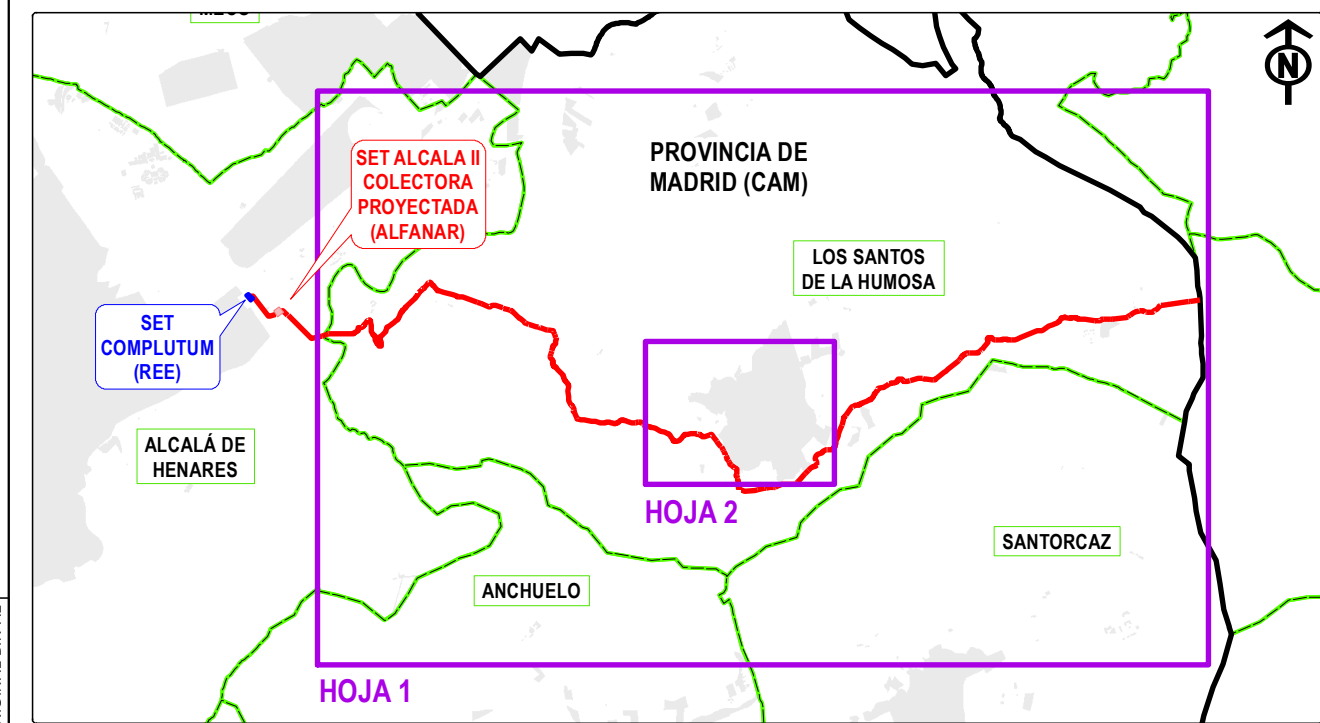 N
PROVINCIA DE
MADRID (CAM)
SET ALCALA II
COLECTORA
PROYECTADA
(ALFANAR)
LOS SANTOS
DE LA HUMOSA
SET
COMPLUTUM
(REE)
ALCALÁ DE
HENARES
HOJA 2
SANTORCAZ
ANCHUELO
HOJA 1